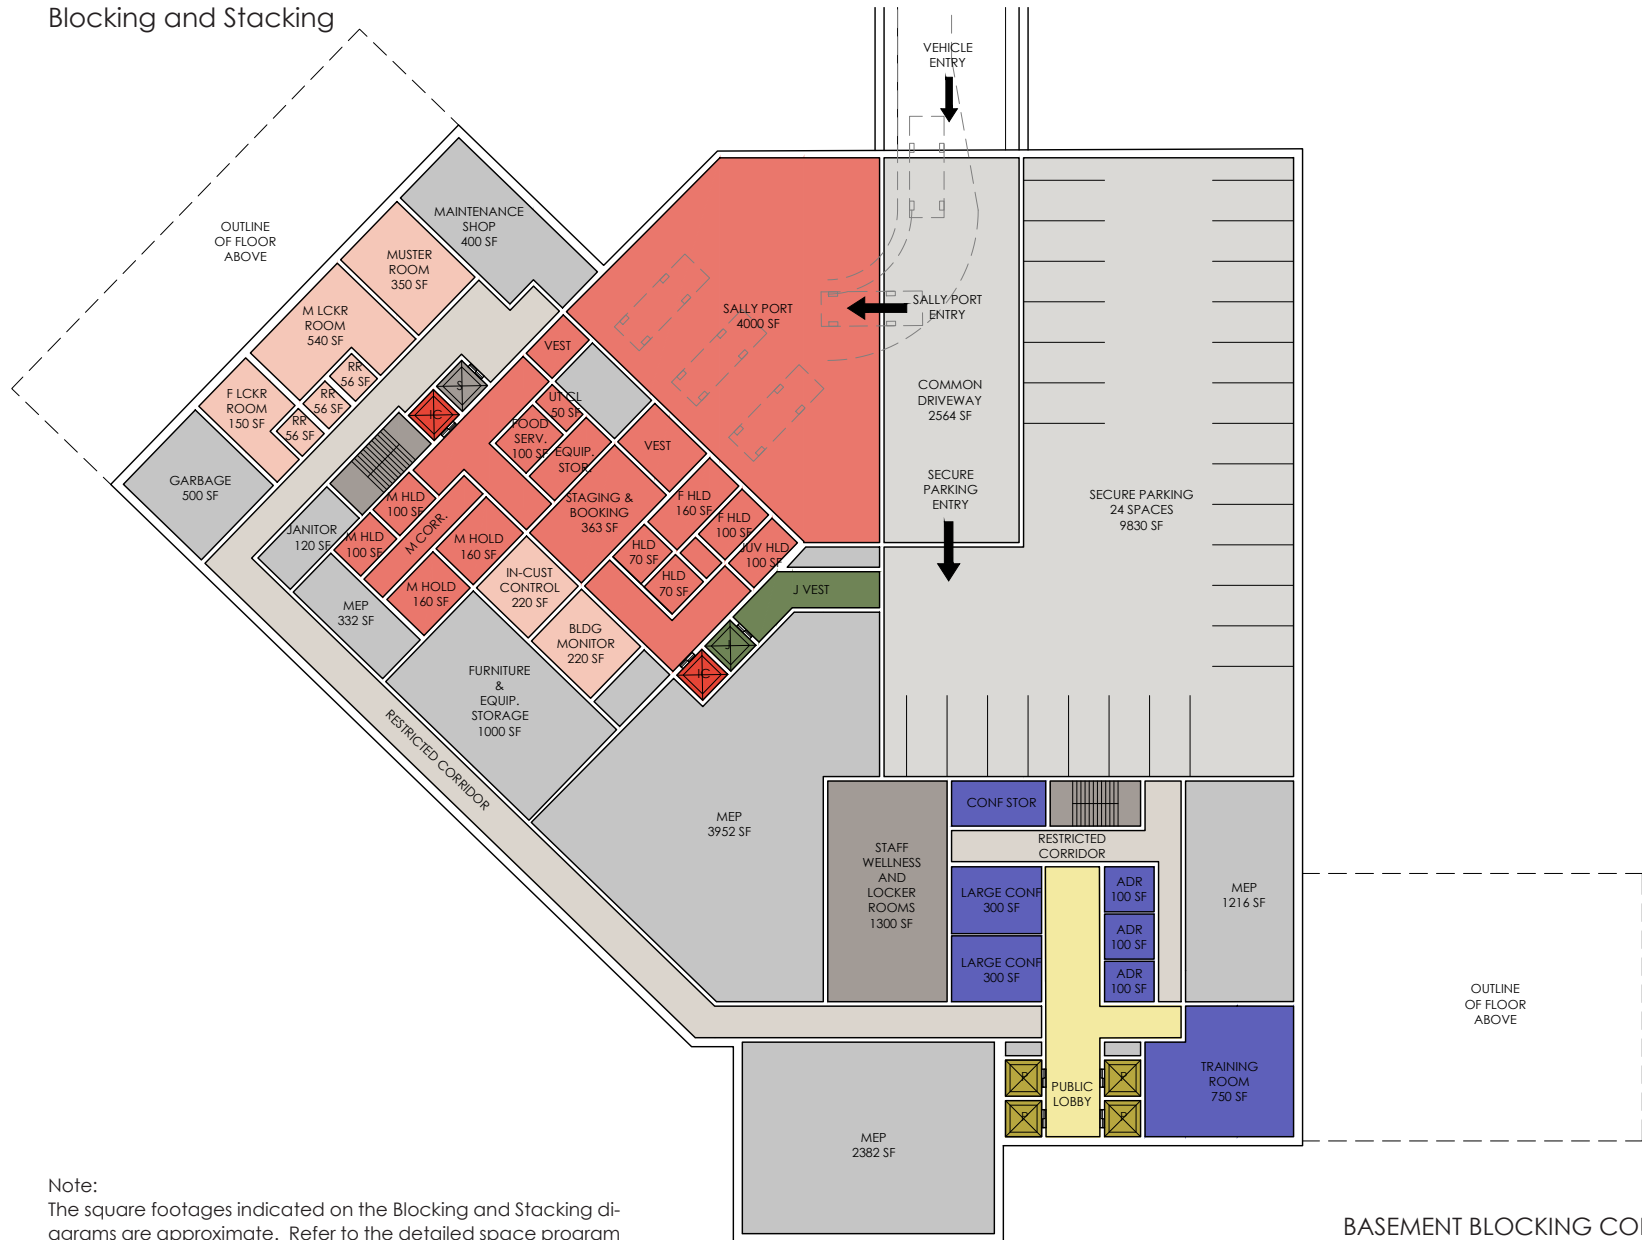 Blocking and Stacking
VEHICLE
ENTRY
OUTLINE
OF FLOOR
ABOVE
MAINTENANCE
SHOP
400 SF
MUSTER
ROOM
350 SF
M LCKR
ROOM
540 SF
RR
56 SF
RR
56 SF
RR
56 SF
F LCKR
ROOM
150 SF
GARBAGE
500 SF
SALLY PORT
4000 SF
SALLY PORT
ENTRY
COMMON
DRIVEWAY
2564 SF
SECURE
PARKING
ENTRY
SECURE PARKING
24 SPACES
9830 SF
VEST
S
IC
UT CL
50 SF
FOOD
SERV.
100 SF
EQUIP.
STOR.
VEST
STAGING &
BOOKING
363 SF
F HLD
160 SF
F HLD
100 SF
JUV HLD
100 SF
HLD
70 SF
HLD
70 SF
M HLD
100 SF
M HLD
100 SF
M CORR.
M HOLD
160 SF
M HOLD
160 SF
JANITOR
120 SF
MEP
332 SF
IN-CUST
CONTROL
220 SF
BLDG
MONITOR
220 SF
J VEST
J
IC
FURNITURE
&
EQUIP.
STORAGE
1000 SF
RESTRICTED CORRIDOR
MEP
3952 SF
STAFF
WELLNESS
AND
LOCKER
ROOMS
1300 SF
CONF STOR
RESTRICTED
CORRIDOR
LARGE CONF
300 SF
LARGE CONF
300 SF
ADR
100 SF
ADR
100 SF
ADR
100 SF
MEP
1216 SF
OUTLINE
OF FLOOR
ABOVE
TRAINING
ROOM
750 SF
P
P
P
P
PUBLIC
LOBBY
MEP
2382 SF
Note:
The square footages indicated on the Blocking and Stacking di-
agrams are approximate.  Refer to the detailed space program
BASEMENT BLOCKING CO